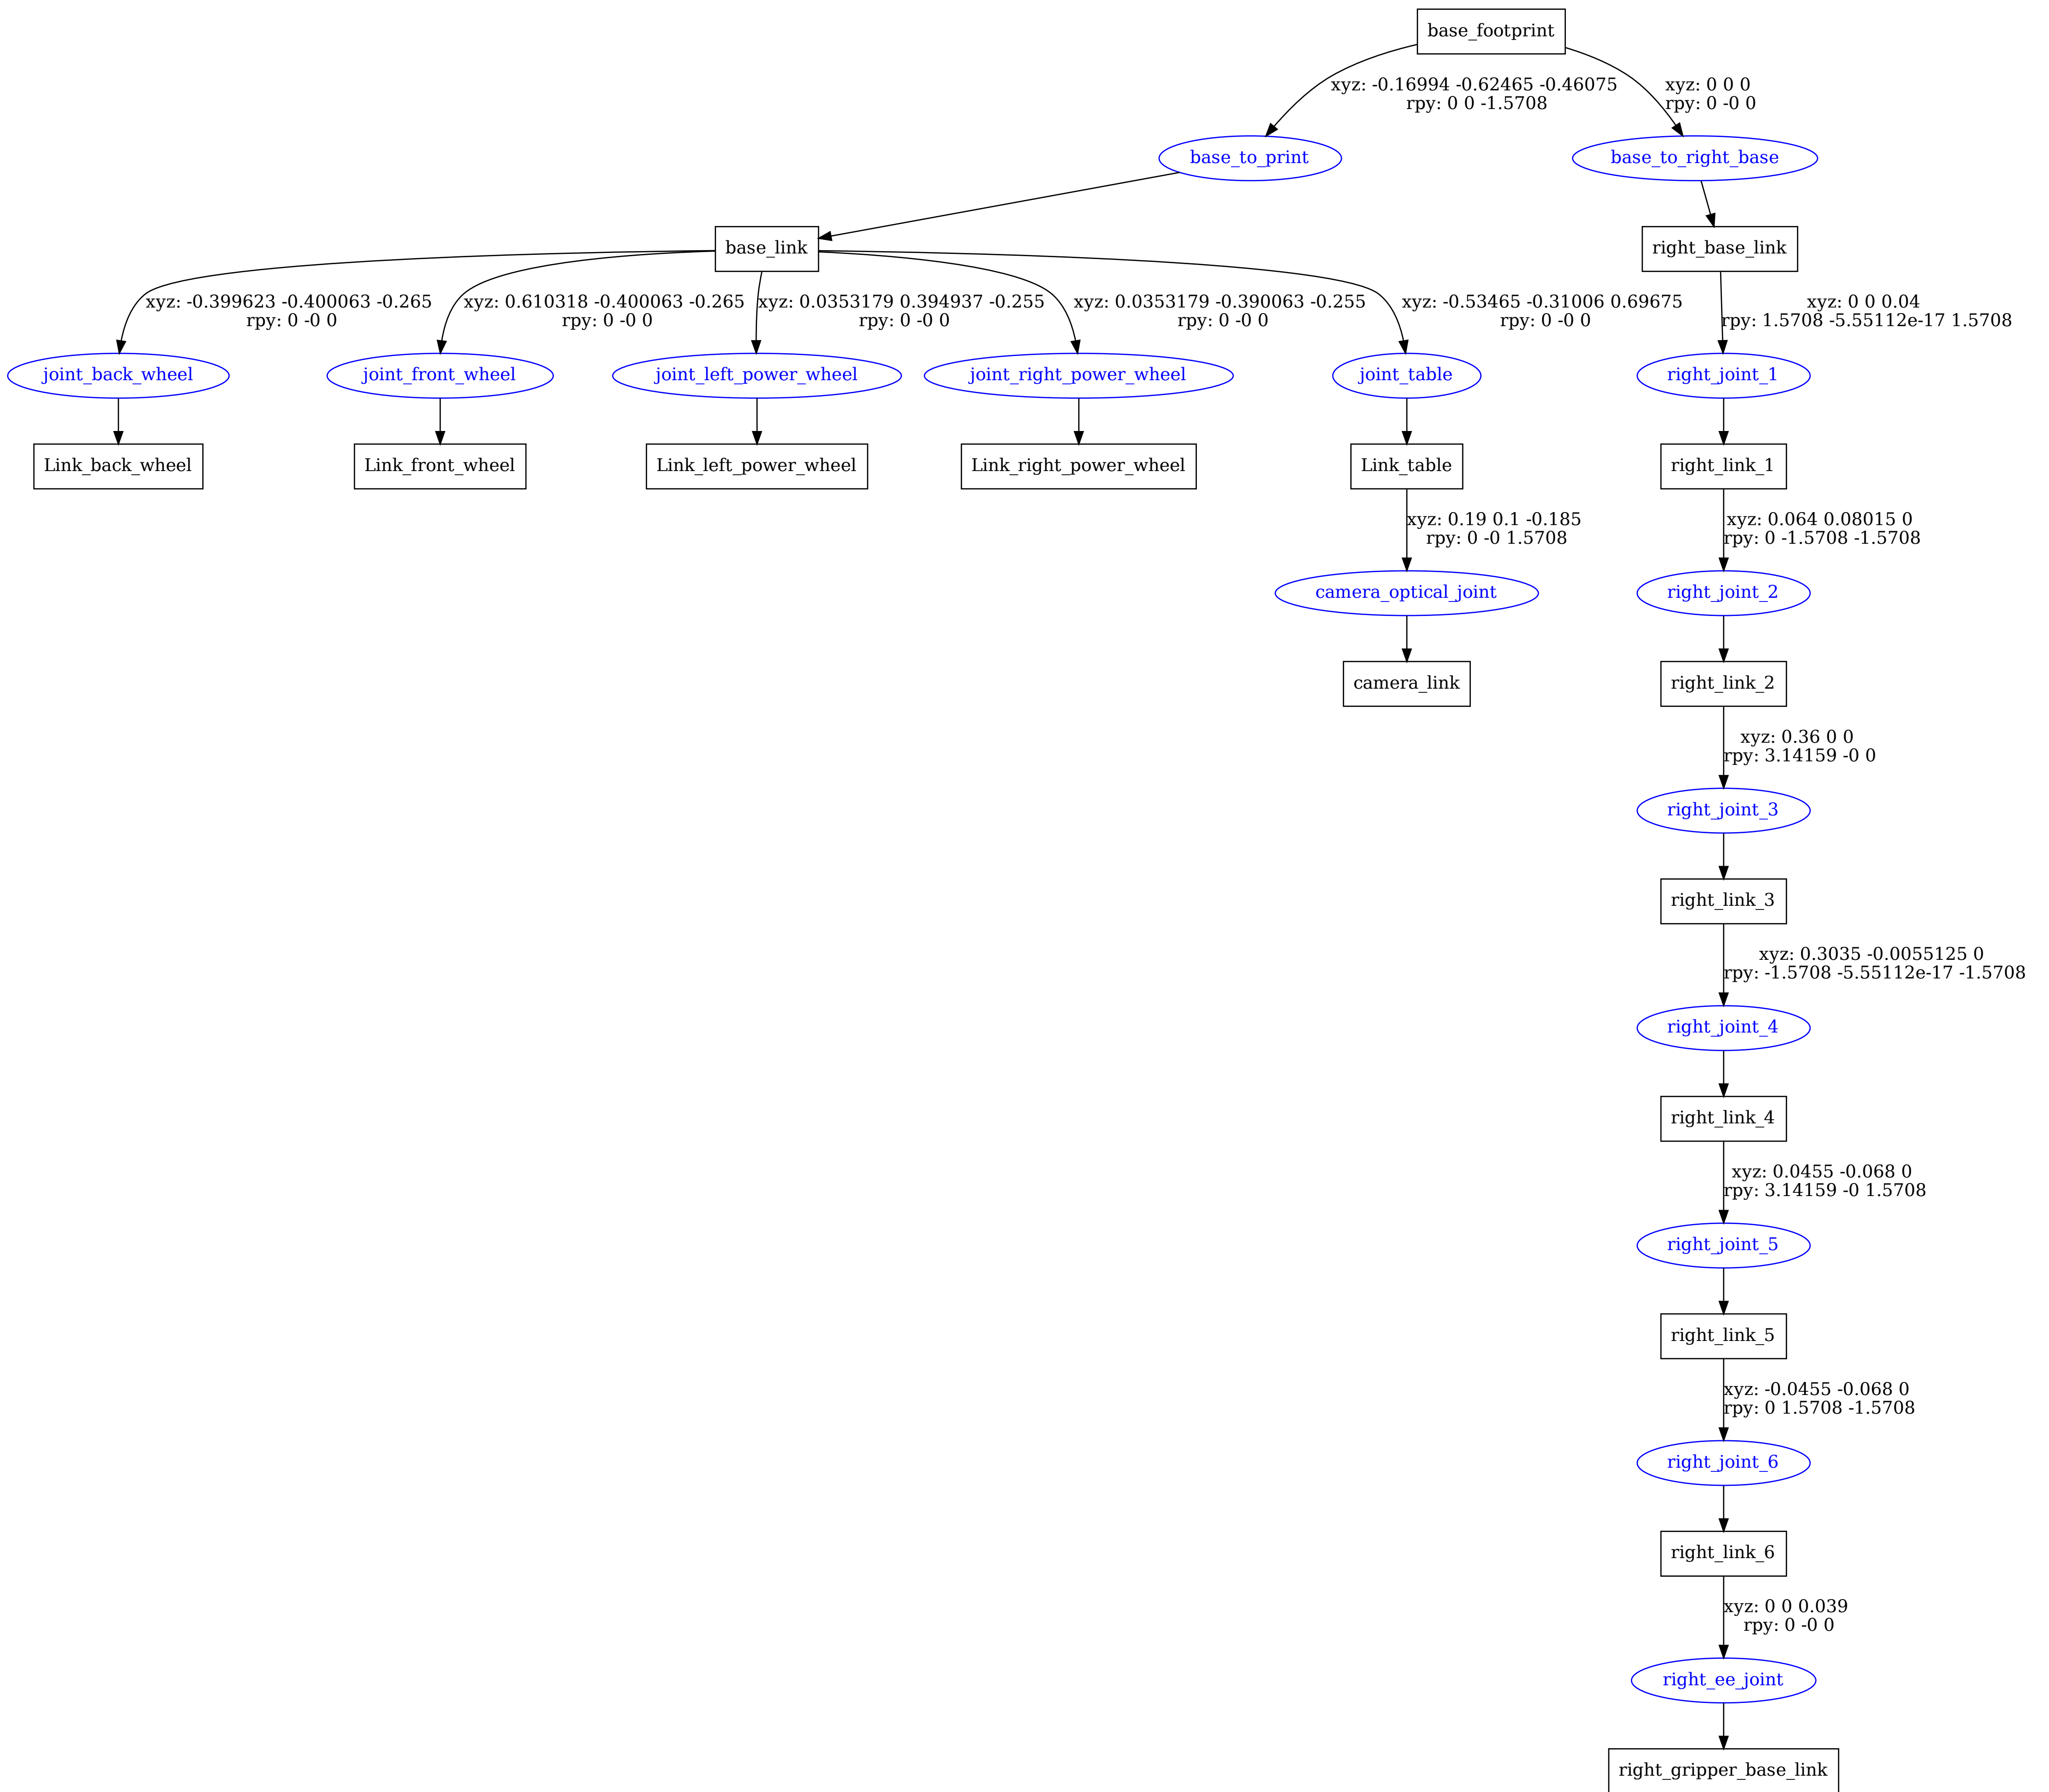 base_footprint
xyz: -0.16994 -0.62465 -0.46075
rpy: 0 0 -1.5708
xyz: 0 0 0
rpy: 0 -0 0
base_to_print
base_to_right_base
base_link
right_base_link
xyz: -0.399623 -0.400063 -0.265
rpy: 0 -0 0
xyz: 0.610318 -0.400063 -0.265
rpy: 0 -0 0
xyz: 0.0353179 0.394937 -0.255
rpy: 0 -0 0
xyz: 0.0353179 -0.390063 -0.255
rpy: 0 -0 0
xyz: -0.53465 -0.31006 0.69675
rpy: 0 -0 0
xyz: 0 0 0.04
rpy: 1.5708 -5.55112e-17 1.5708
joint_back_wheel
joint_front_wheel
joint_left_power_wheel
joint_right_power_wheel
joint_table
right_joint_1
Link_back_wheel
Link_front_wheel
Link_left_power_wheel
Link_right_power_wheel
Link_table
right_link_1
xyz: 0.19 0.1 -0.185
rpy: 0 -0 1.5708
xyz: 0.064 0.08015 0
rpy: 0 -1.5708 -1.5708
camera_optical_joint
right_joint_2
camera_link
right_link_2
xyz: 0.36 0 0
rpy: 3.14159 -0 0
right_joint_3
right_link_3
xyz: 0.3035 -0.0055125 0
rpy: -1.5708 -5.55112e-17 -1.5708
right_joint_4
right_link_4
xyz: 0.0455 -0.068 0
rpy: 3.14159 -0 1.5708
right_joint_5
right_link_5
xyz: -0.0455 -0.068 0
rpy: 0 1.5708 -1.5708
right_joint_6
right_link_6
xyz: 0 0 0.039
rpy: 0 -0 0
right_ee_joint
right_gripper_base_link